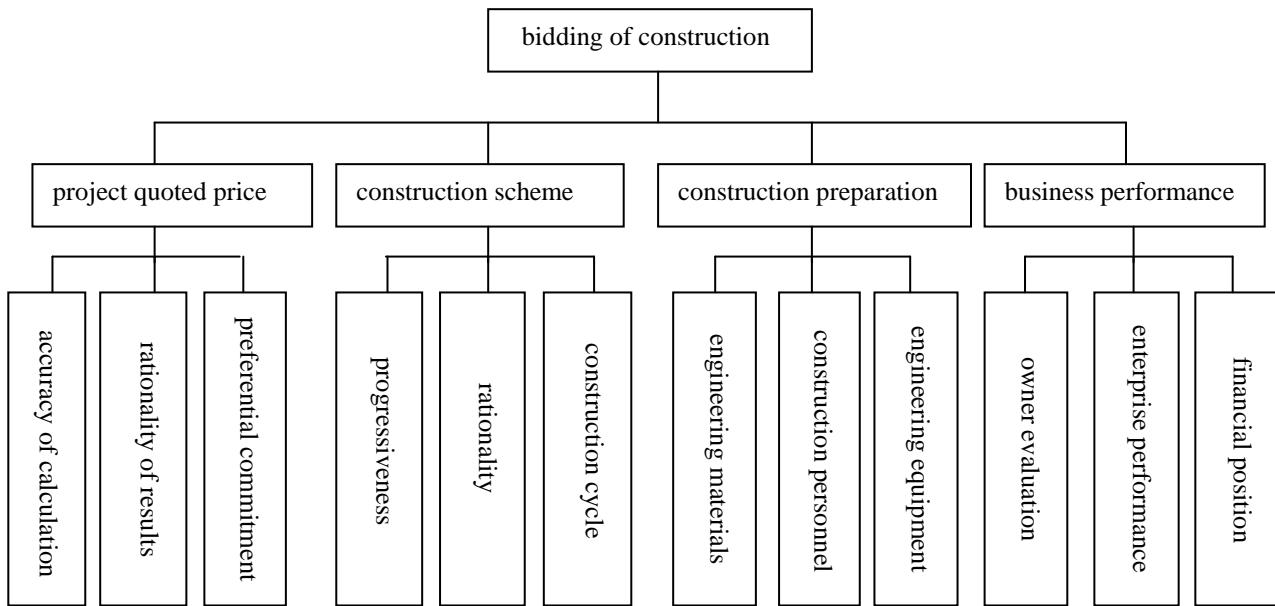 bidding of construction
project quoted price
construction scheme
construction preparation
business performance
accuracy of calculation
rationality of results
preferential commitment
progressiveness
rationality
construction cycle
engineering materials
construction personnel
engineering equipment
owner evaluation
enterprise performance
financial position